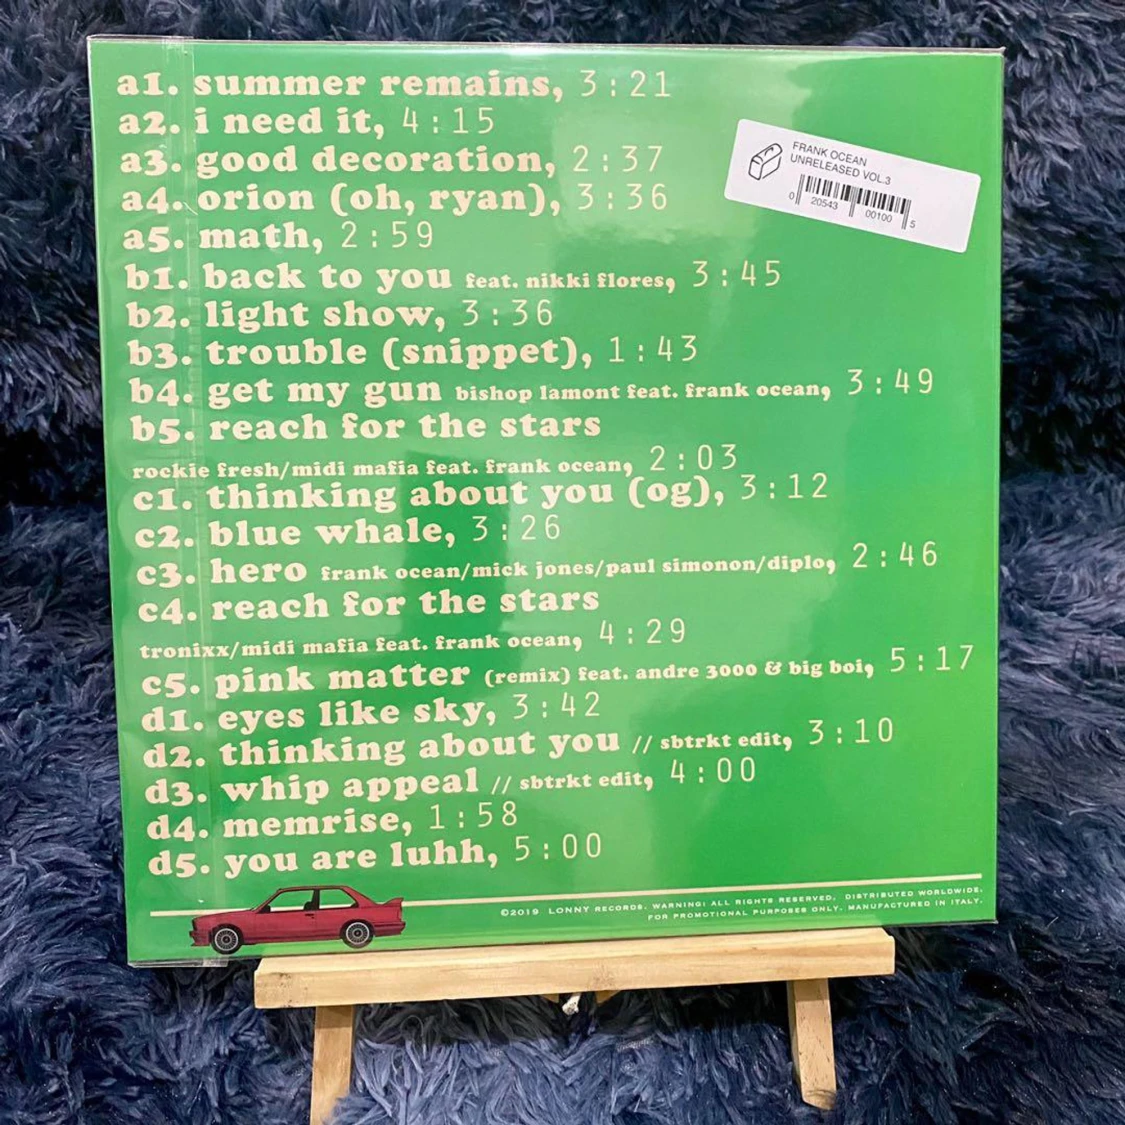 a1. summer remains, 3:21
a2. i need it, 4:15
a3. good decoration, 2:37
a4. orion (oh, ryan), 3:36
a5. math, 2:59
b1. back to you feat. nikki flores, 3:45
b2. light show, 3:36
b3. trouble (snippet), 1:43
b4. get my gun bishop lamont feat. frank ocean, 3:49
b5. reach for the stars
rockie fresh/midi mafia feat. frank ocean, 2:03
c1. thinking about you (og), 3:12
c2. blue whale, 3:26
c3. hero frank ocean/mick jones/paul simonon/diplo, 2:46
c4. reach for the stars
tronixx/midi mafia feat. frank ocean, 4:29
c5. pink matter (remix) feat. andre 3000 & big boi, 5:17
d1. eyes like sky, 3:42
d2. thinking about you // sbtrkt edit, 3:10
d3. whip appeal // sbtrkt edit, 4:00
d4. memrise, 1:58
d5. you are luhh, 5:00
FRANK OCEAN
UNRELEASED VOL.3
0 20543 00100 5
©2019 LONNY RECORDS. WARNING! ALL RIGHTS RESERVED. DISTRIBUTED WORLDWIDE.
FOR PROMOTIONAL PURPOSES ONLY. MANUFACTURED IN ITALY.